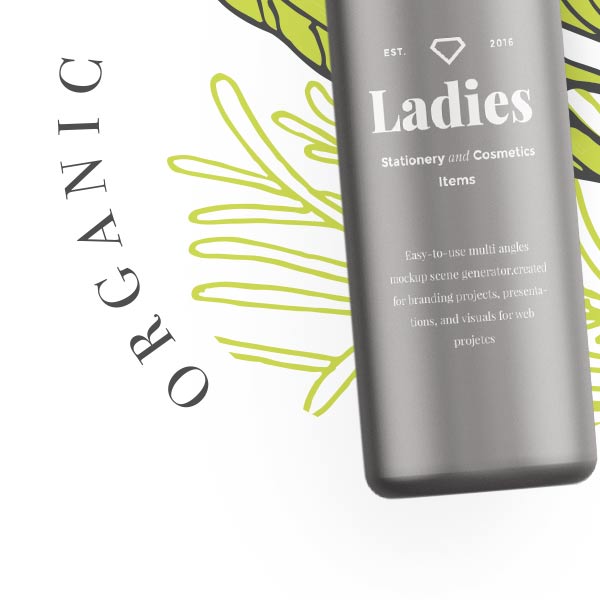 ORGANIC
EST. 2016
Ladies
Stationery and Cosmetics
Items
Easy-to-use multi angles
mockup scene generator.created
for branding projects, presenta-
tions, and visuals for web
projetcs